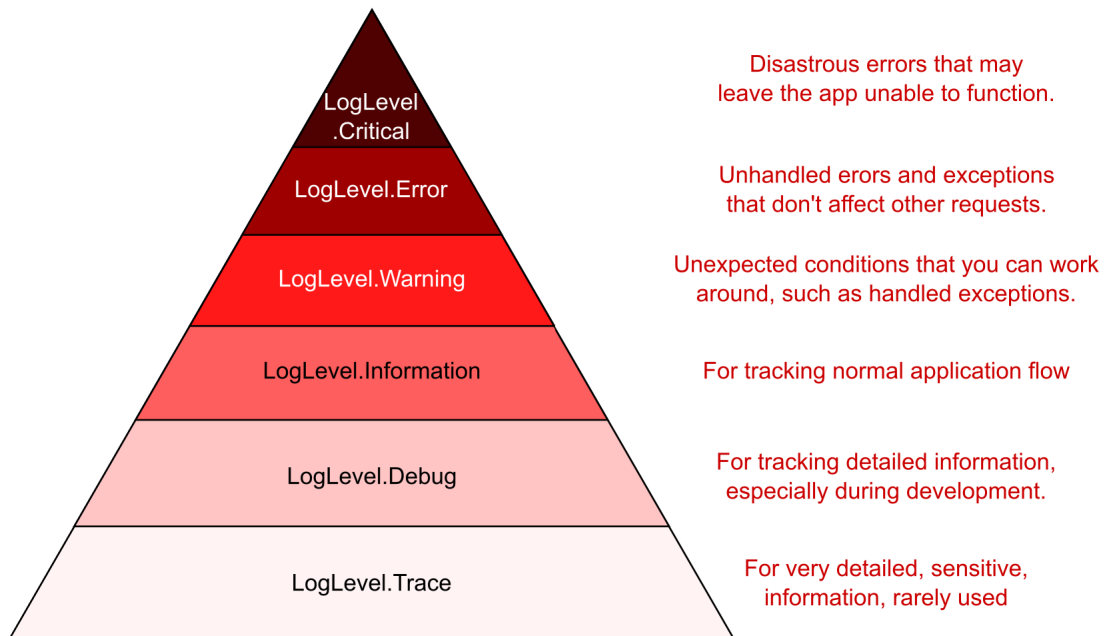 Disastrous errors that may
leave the app unable to function.
LogLevel
.Critical
LogLevel.Error
Unhandled erors and exceptions
that don't affect other requests.
LogLevel.Warning
Unexpected conditions that you can work
around, such as handled exceptions.
LogLevel.Information
For tracking normal application flow
LogLevel.Debug
For tracking detailed information,
especially during development.
LogLevel.Trace
For very detailed, sensitive,
information, rarely used